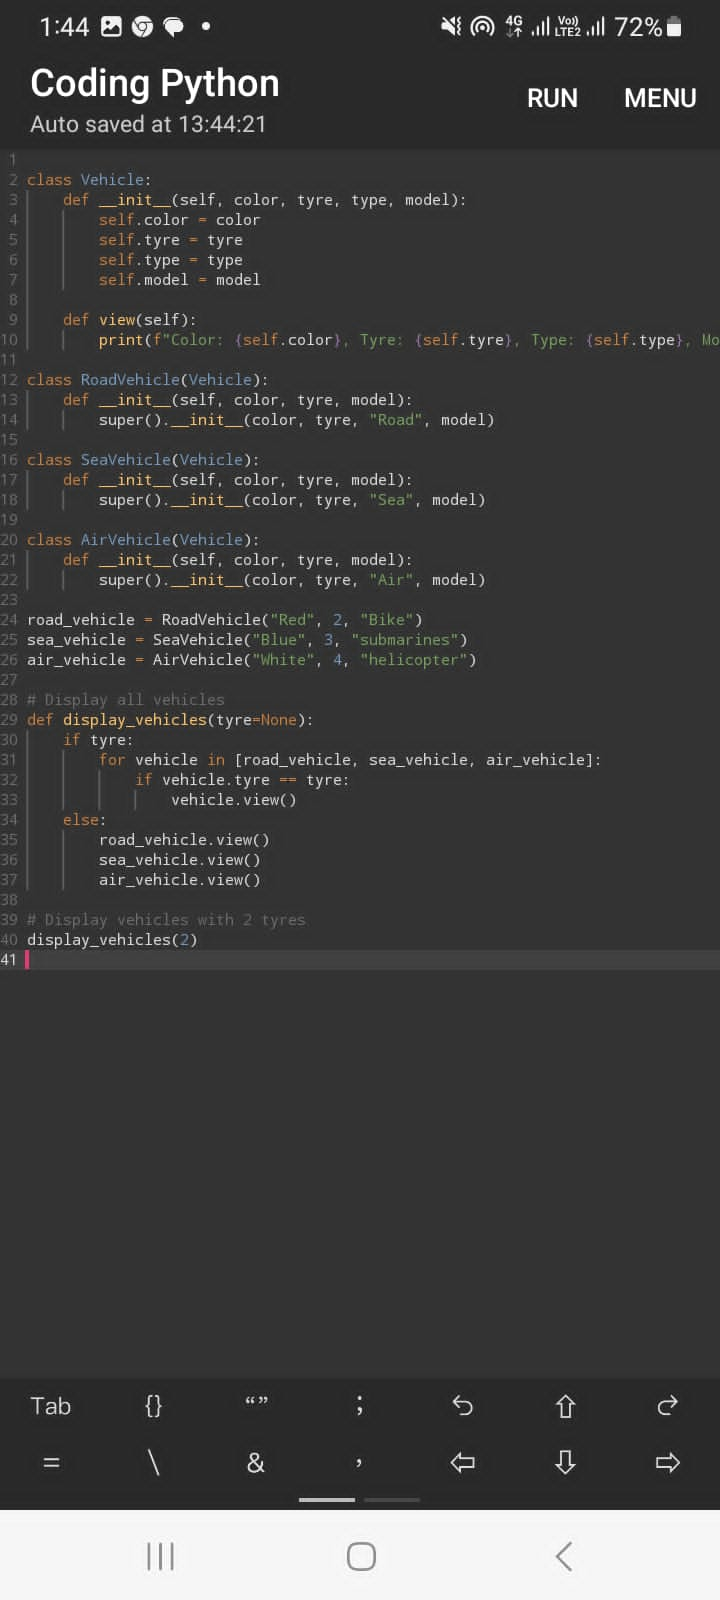 1:44 4G Vo) LTE2 72%
Coding Python
RUN MENU
Auto saved at 13:44:21
1
2 class Vehicle:
3     def __init__(self, color, tyre, type, model):
4         self.color = color
5         self.tyre = tyre
6         self.type = type
7         self.model = model
8
9     def view(self):
10         print(f"Color: {self.color}, Tyre: {self.tyre}, Type: {self.type}, Mo
11
12 class RoadVehicle(Vehicle):
13     def __init__(self, color, tyre, model):
14         super().__init__(color, tyre, "Road", model)
15
16 class SeaVehicle(Vehicle):
17     def __init__(self, color, tyre, model):
18         super().__init__(color, tyre, "Sea", model)
19
20 class AirVehicle(Vehicle):
21     def __init__(self, color, tyre, model):
22         super().__init__(color, tyre, "Air", model)
23
24 road_vehicle = RoadVehicle("Red", 2, "Bike")
25 sea_vehicle = SeaVehicle("Blue", 3, "submarines")
26 air_vehicle = AirVehicle("White", 4, "helicopter")
27
28 # Display all vehicles
29 def display_vehicles(tyre=None):
30     if tyre:
31         for vehicle in [road_vehicle, sea_vehicle, air_vehicle]:
32             if vehicle.tyre == tyre:
33                 vehicle.view()
34     else:
35         road_vehicle.view()
36         sea_vehicle.view()
37         air_vehicle.view()
38
39 # Display vehicles with 2 tyres
40 display_vehicles(2)
41
Tab {} “” ;
= \ & ,